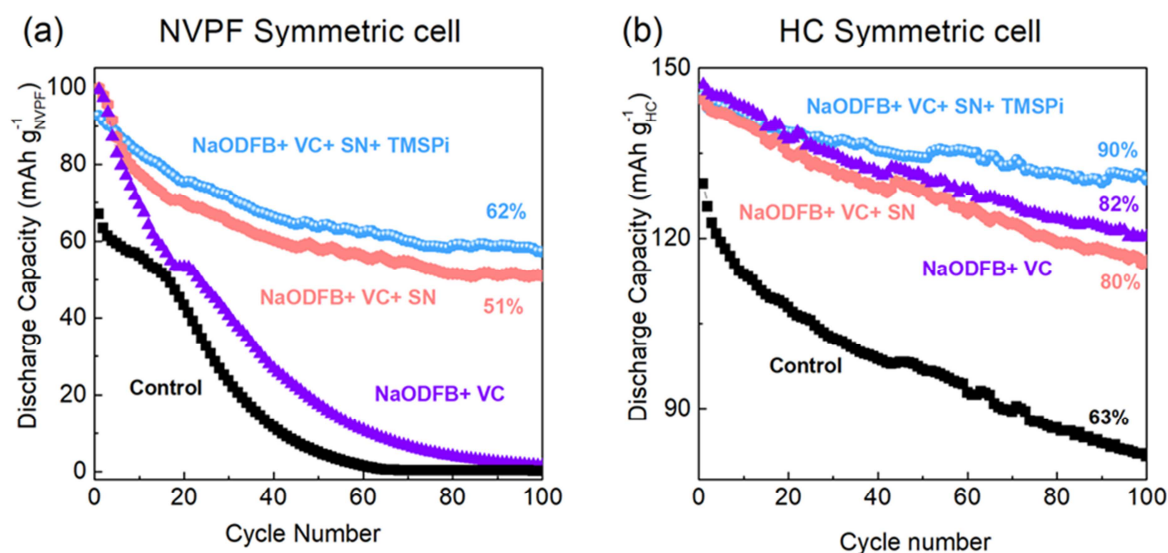 (a) NVPF Symmetric cell
Discharge Capacity (mAh g⁻¹NVPF)
100
80
60
40
20
0
NaODFB+ VC+ SN+ TMSPi
62%
NaODFB+ VC+ SN
51%
Control
NaODFB+ VC
0 20 40 60 80 100
Cycle Number
(b) HC Symmetric cell
Discharge Capacity (mAh g⁻¹HC)
150
120
90
NaODFB+ VC+ SN+ TMSPi
90%
82%
NaODFB+ VC+ SN
NaODFB+ VC
80%
Control
63%
0 20 40 60 80 100
Cycle number